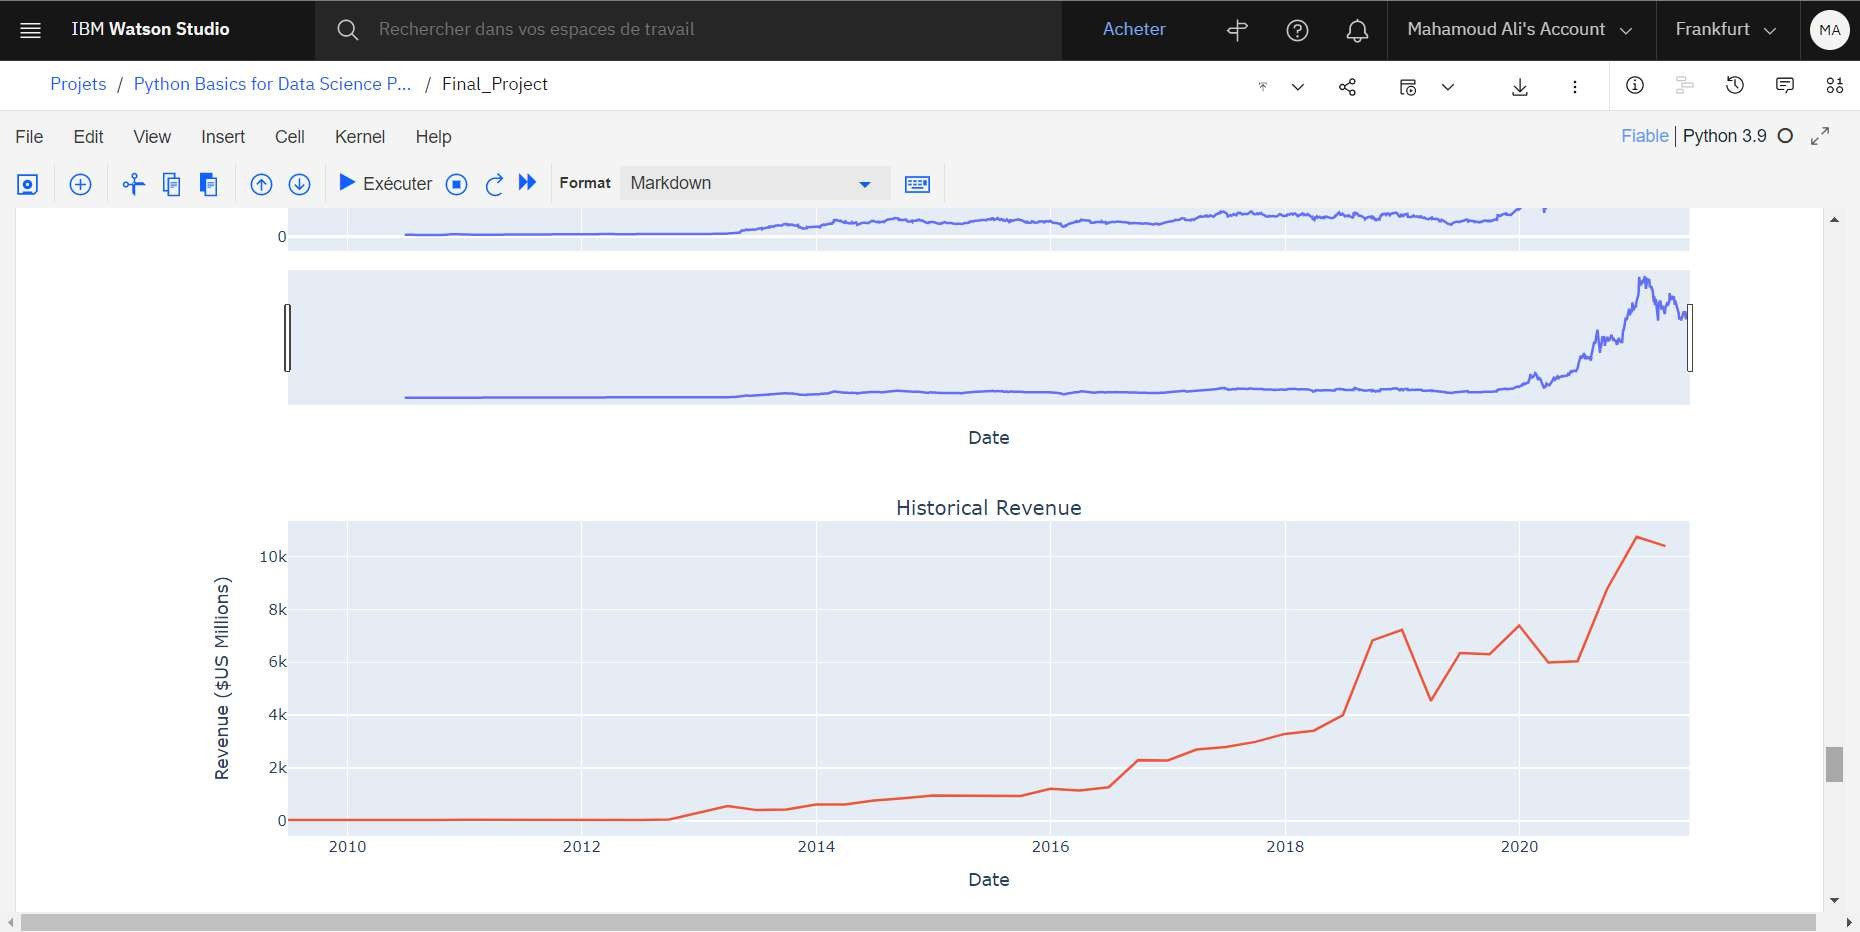 IBM Watson Studio
Rechercher dans vos espaces de travail
Acheter
Mahamoud Ali's Account
Frankfurt
MA
Projets / Python Basics for Data Science P... / Final_Project
File Edit View Insert Cell Kernel Help
Fiable | Python 3.9
Exécuter
Format
Markdown
0
Date
Historical Revenue
10k
8k
6k
4k
2k
0
Revenue ($US Millions)
2010 2012 2014 2016 2018 2020
Date